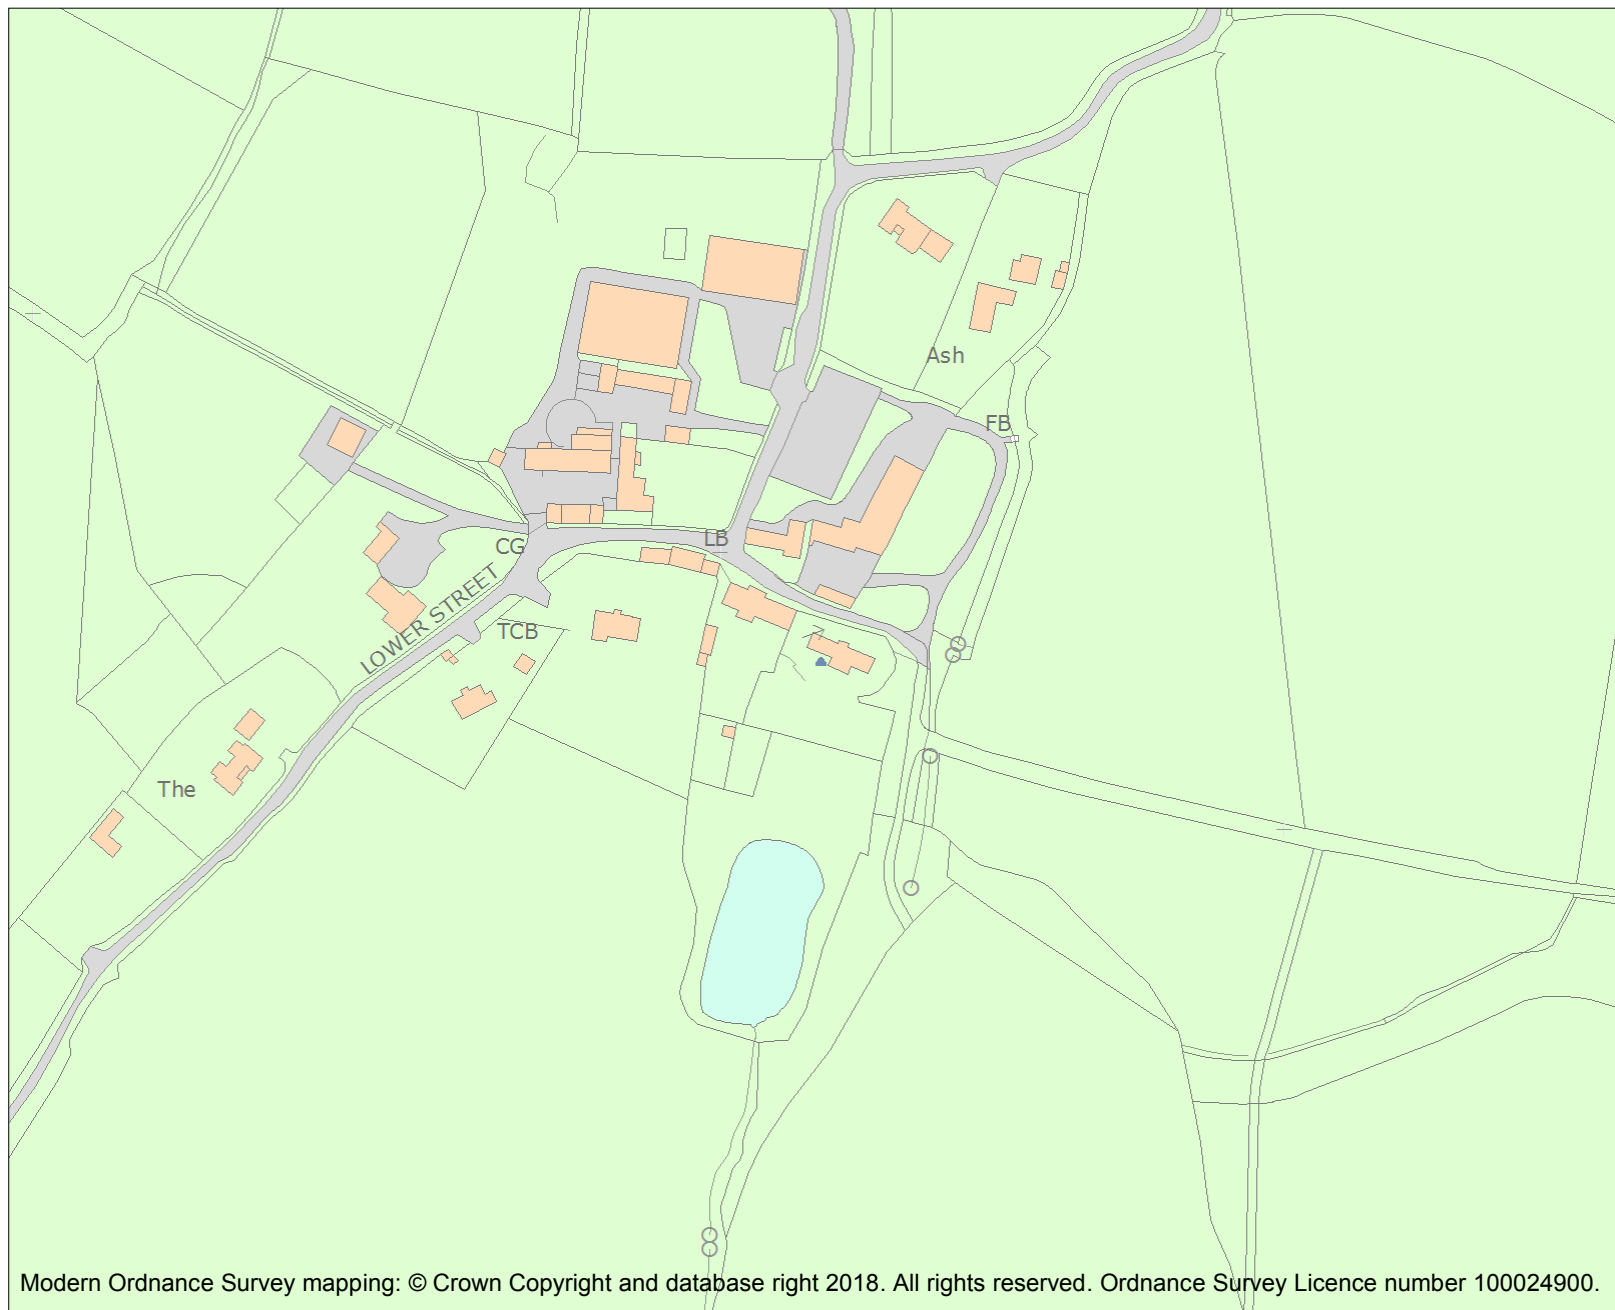 Ash
FB
LB
CG
LOWER STREET
TCB
The
Modern Ordnance Survey mapping: © Crown Copyright and database right 2018. All rights reserved. Ordnance Survey Licence number 100024900.